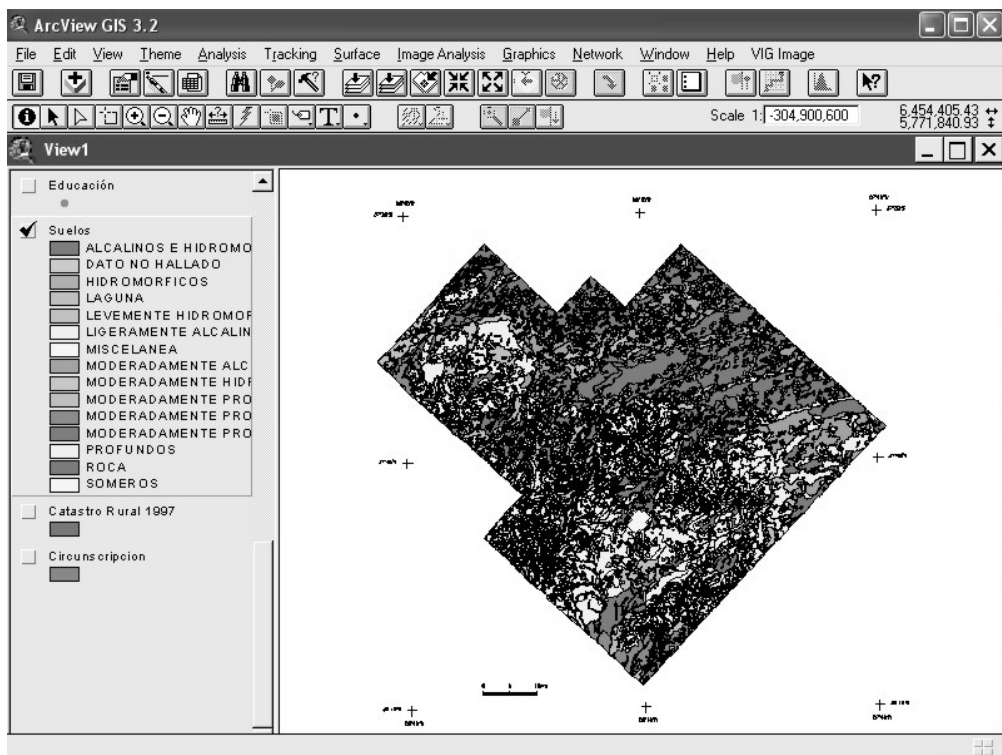 ArcView GIS 3.2
File Edit View Theme Analysis Tracking Surface Image Analysis Graphics Network Window Help VIG Image
T
Scale 1: -304,900,600
6,454,405.43
5,771,840.93
View1
Educación
Suelos
ALCALINOS E HIDROMO
DATO NO HALLADO
HIDROMORFICOS
LAGUNA
LEVEMENTE HIDROMOR
LIGERAMENTE ALCALIN
MISCELANEA
MODERADAMENTE ALC
MODERADAMENTE HIDR
MODERADAMENTE PRO
MODERADAMENTE PRO
MODERADAMENTE PRO
PROFUNDOS
ROCA
SOMEROS
Catastro Rural 1997
Circunscripcion